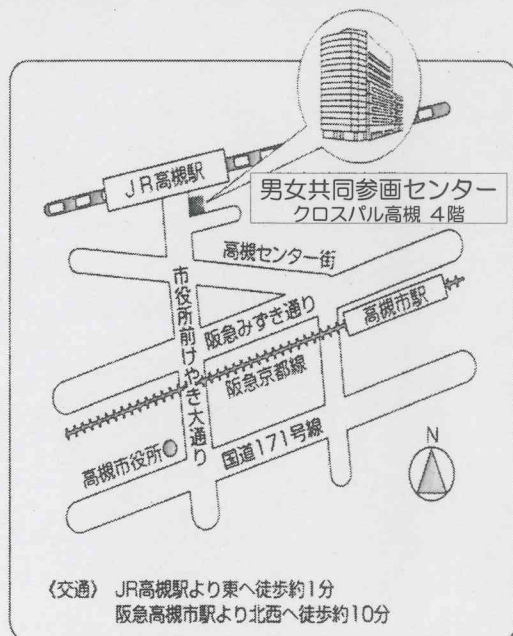 JR高槻駅
男女共同参画センター
クロスパル高槻 4階
高槻センター街
市役所前けやき大通り
阪急みずき通り
高槻市駅
阪急京都線
高槻市役所
国道171号線
N
〈交通〉 JR高槻駅より東へ徒歩約1分
阪急高槻市駅より北西へ徒歩約10分